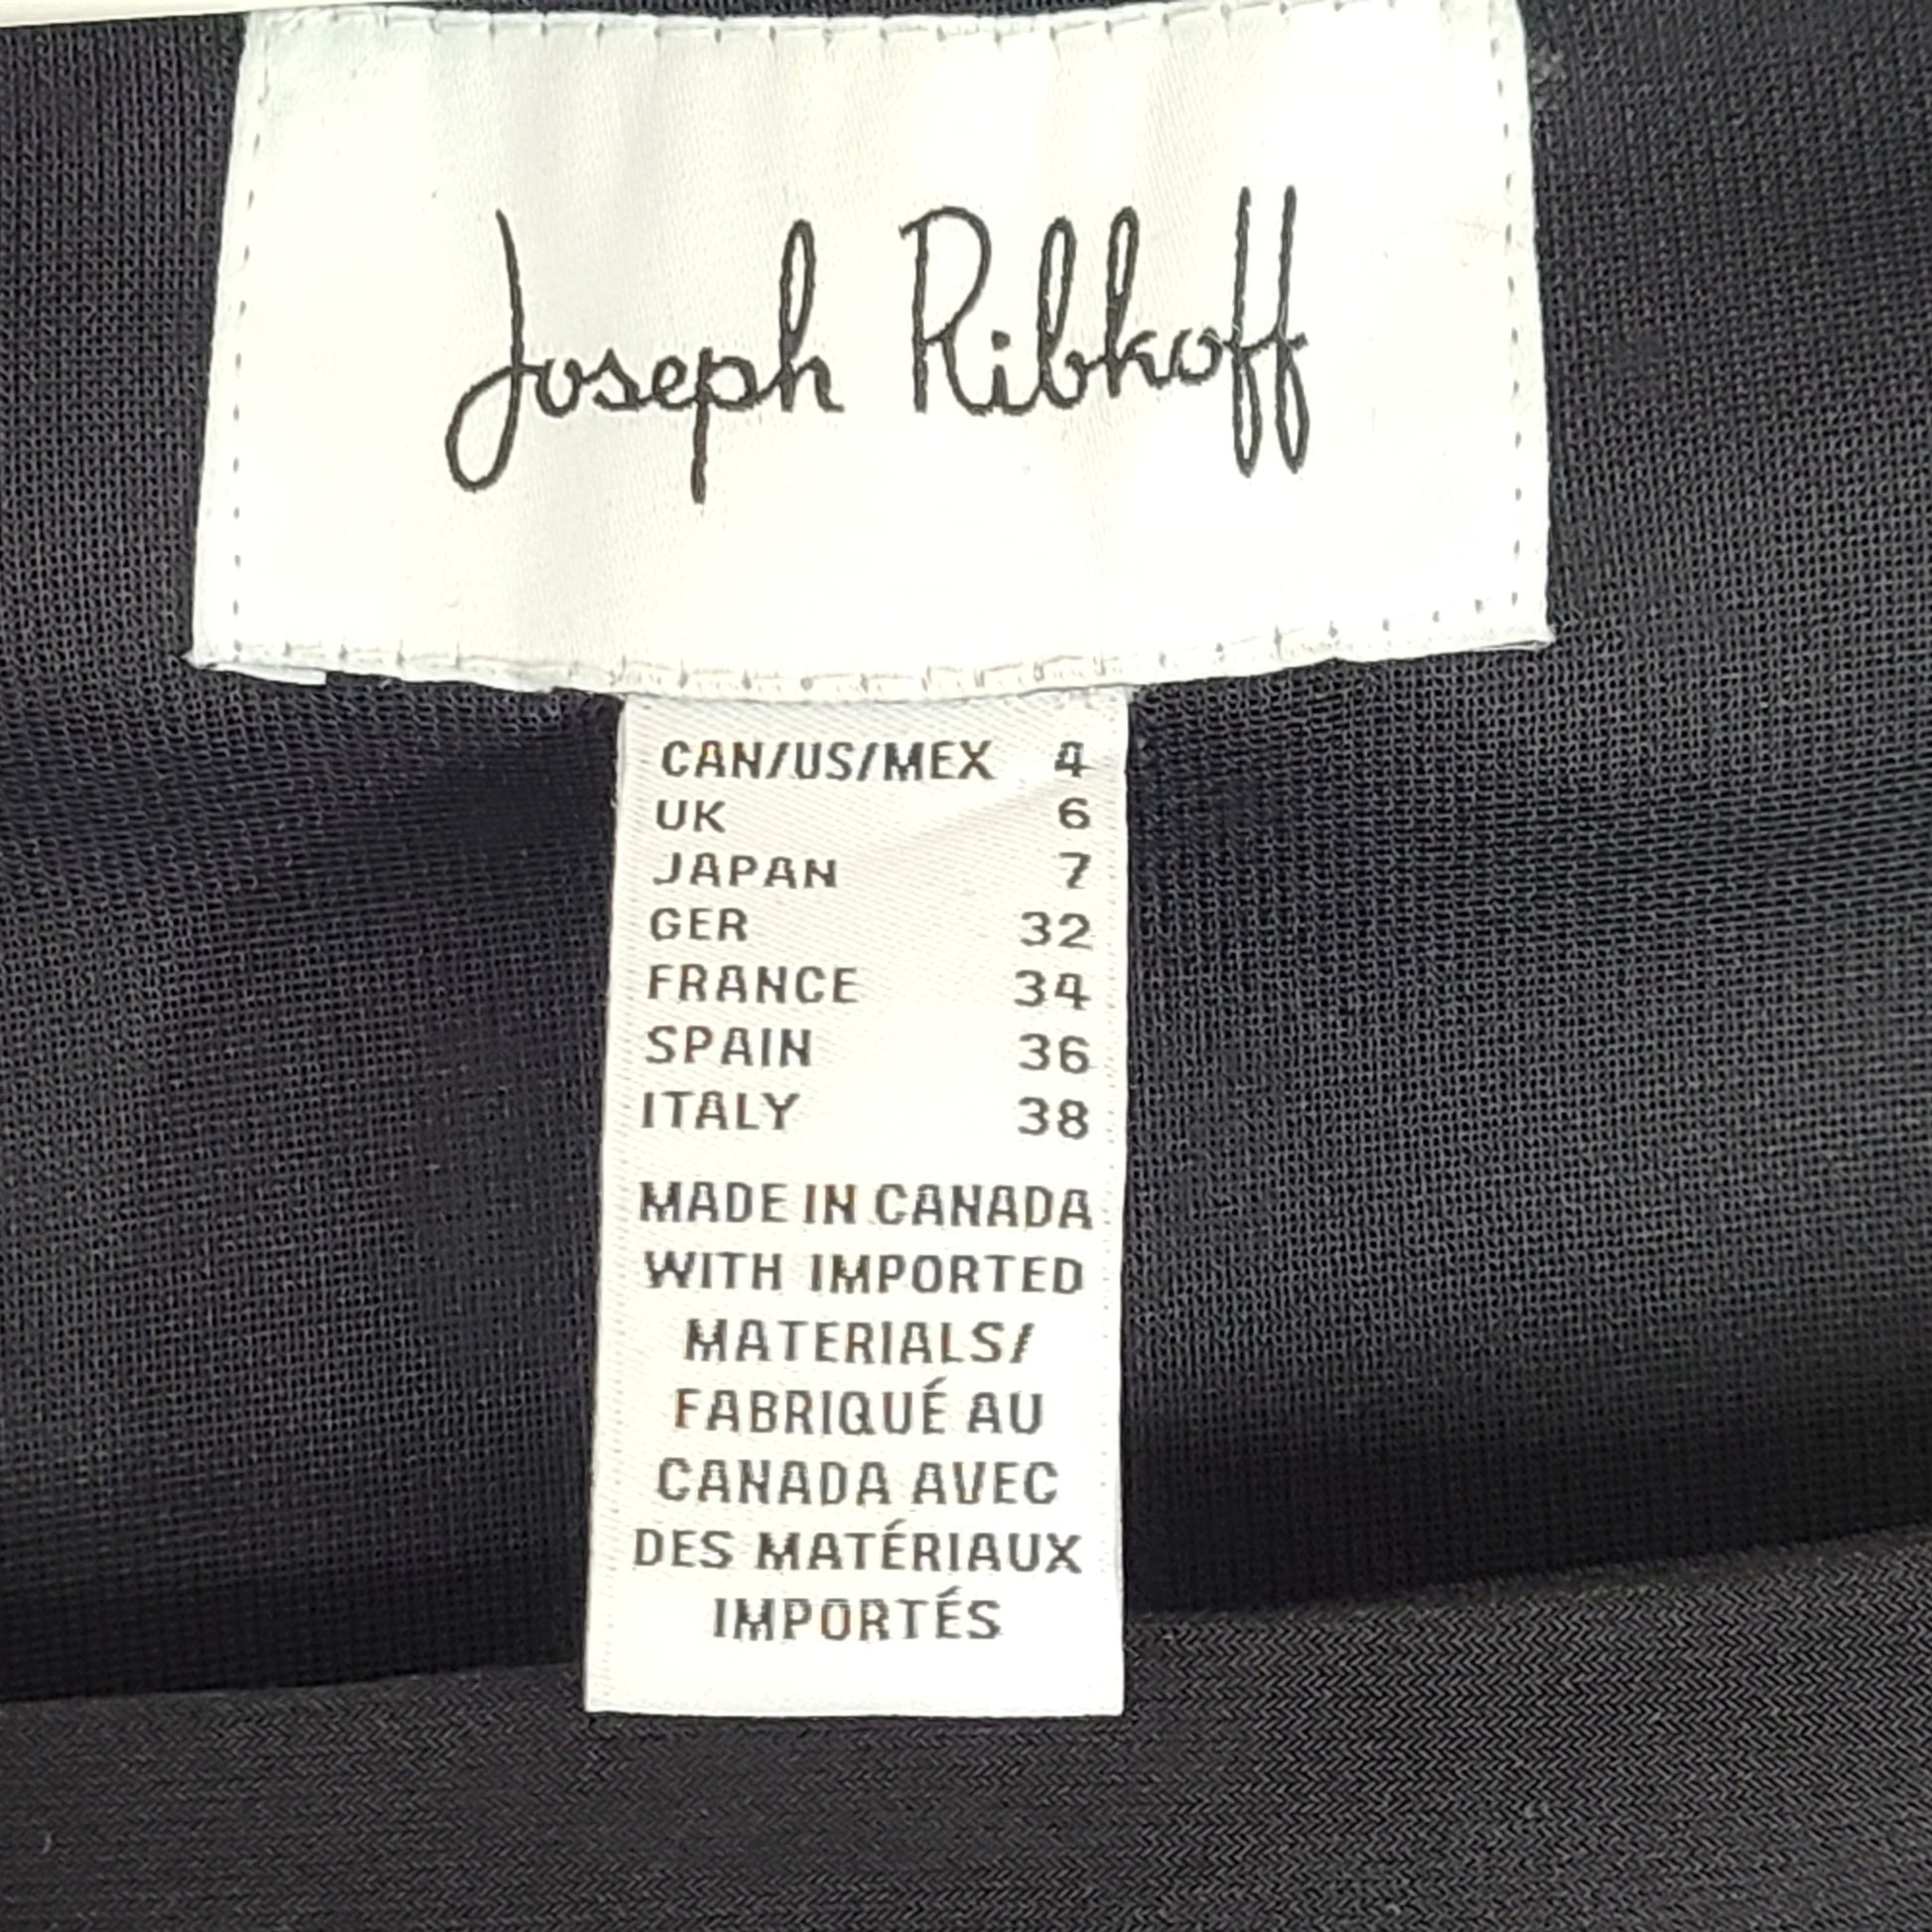 Joseph Ribkoff
CAN/US/MEX 4
UK 6
JAPAN 7
GER 32
FRANCE 34
SPAIN 36
ITALY 38
MADE IN CANADA
WITH IMPORTED
MATERIALS/
FABRIQUÉ AU
CANADA AVEC
DES MATÉRIAUX
IMPORTÉS